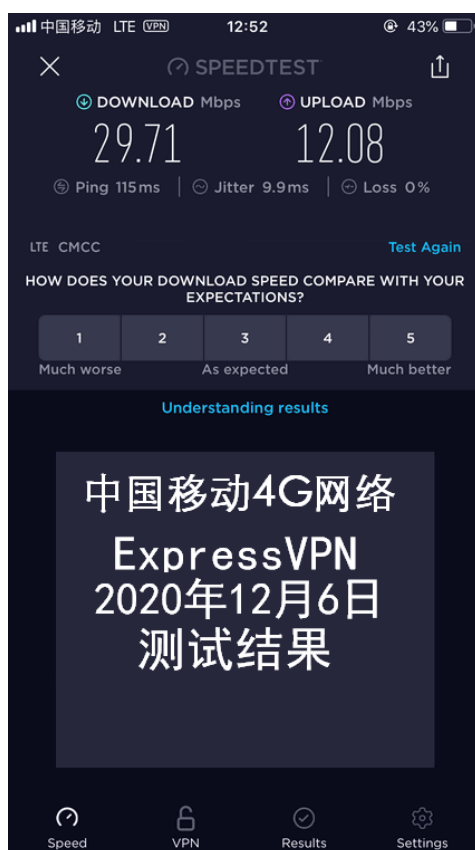 中国移动 LTE VPN 12:52 43%
SPEEDTEST
DOWNLOAD Mbps UPLOAD Mbps
29.71 12.08
Ping 115ms Jitter 9.9ms Loss 0%
LTE CMCC Test Again
HOW DOES YOUR DOWNLOAD SPEED COMPARE WITH YOUR
EXPECTATIONS?
1 2 3 4 5
Much worse As expected Much better
Understanding results
中国移动4G网络
ExpressVPN
2020年12月6日
测试结果
Speed VPN Results Settings